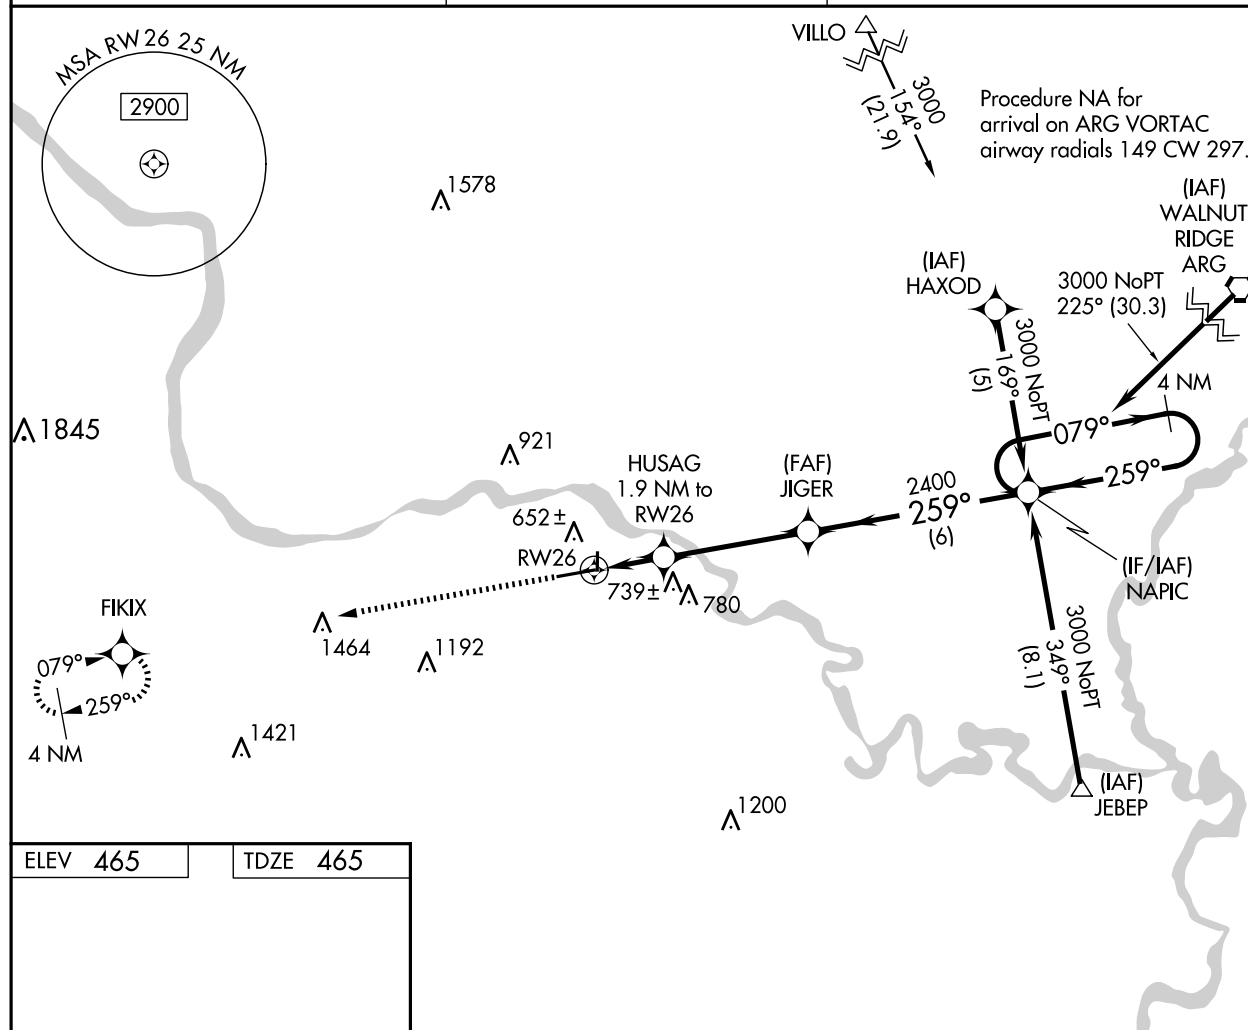 MSA RW 26 25 NM
2900
VILLO
3000
154°
(21.9)
Procedure NA for
arrival on ARG VORTAC
airway radials 149 CW 297.
1578
(IAF)
WALNUT
RIDGE
ARG
(IAF)
HAXOD
3000 NoPT
225° (30.3)
3000 NoPT
169°
(5)
4 NM
079°
259°
1845
921
HUSAG
1.9 NM to
RW26
(FAF)
JIGER
2400
259°
(6)
652±
RW26
739±
780
(IF/IAF)
NAPIC
FIKIX
079°
259°
4 NM
1464
1192
3000 NoPT
349°
(8.1)
1421
1200
(IAF)
JEBEP
ELEV 465
TDZE 465